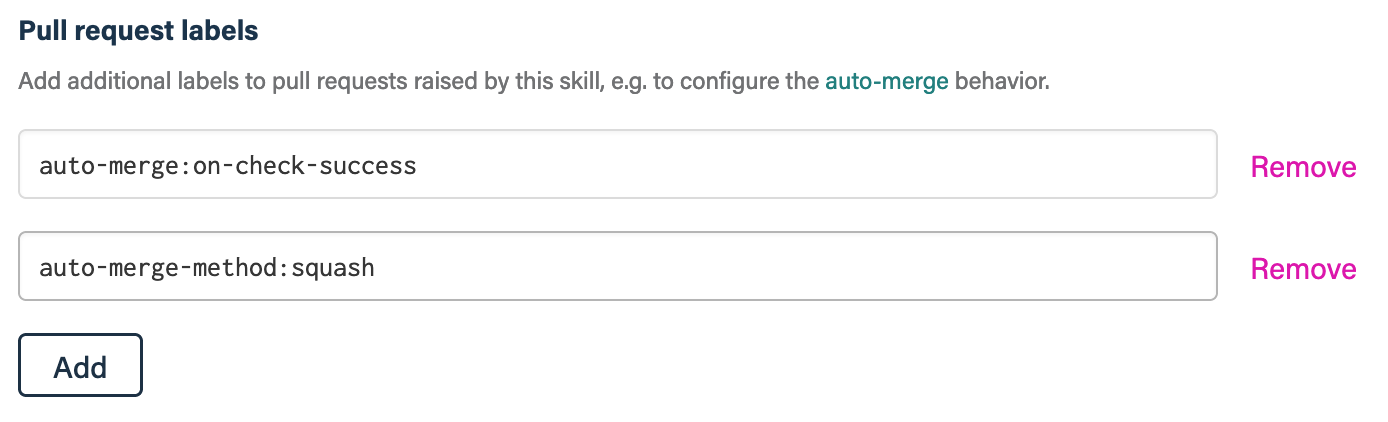 Pull request labels
Add additional labels to pull requests raised by this skill, e.g. to configure the auto-merge behavior.
auto-merge:on-check-success
Remove
auto-merge-method:squash
Remove
Add